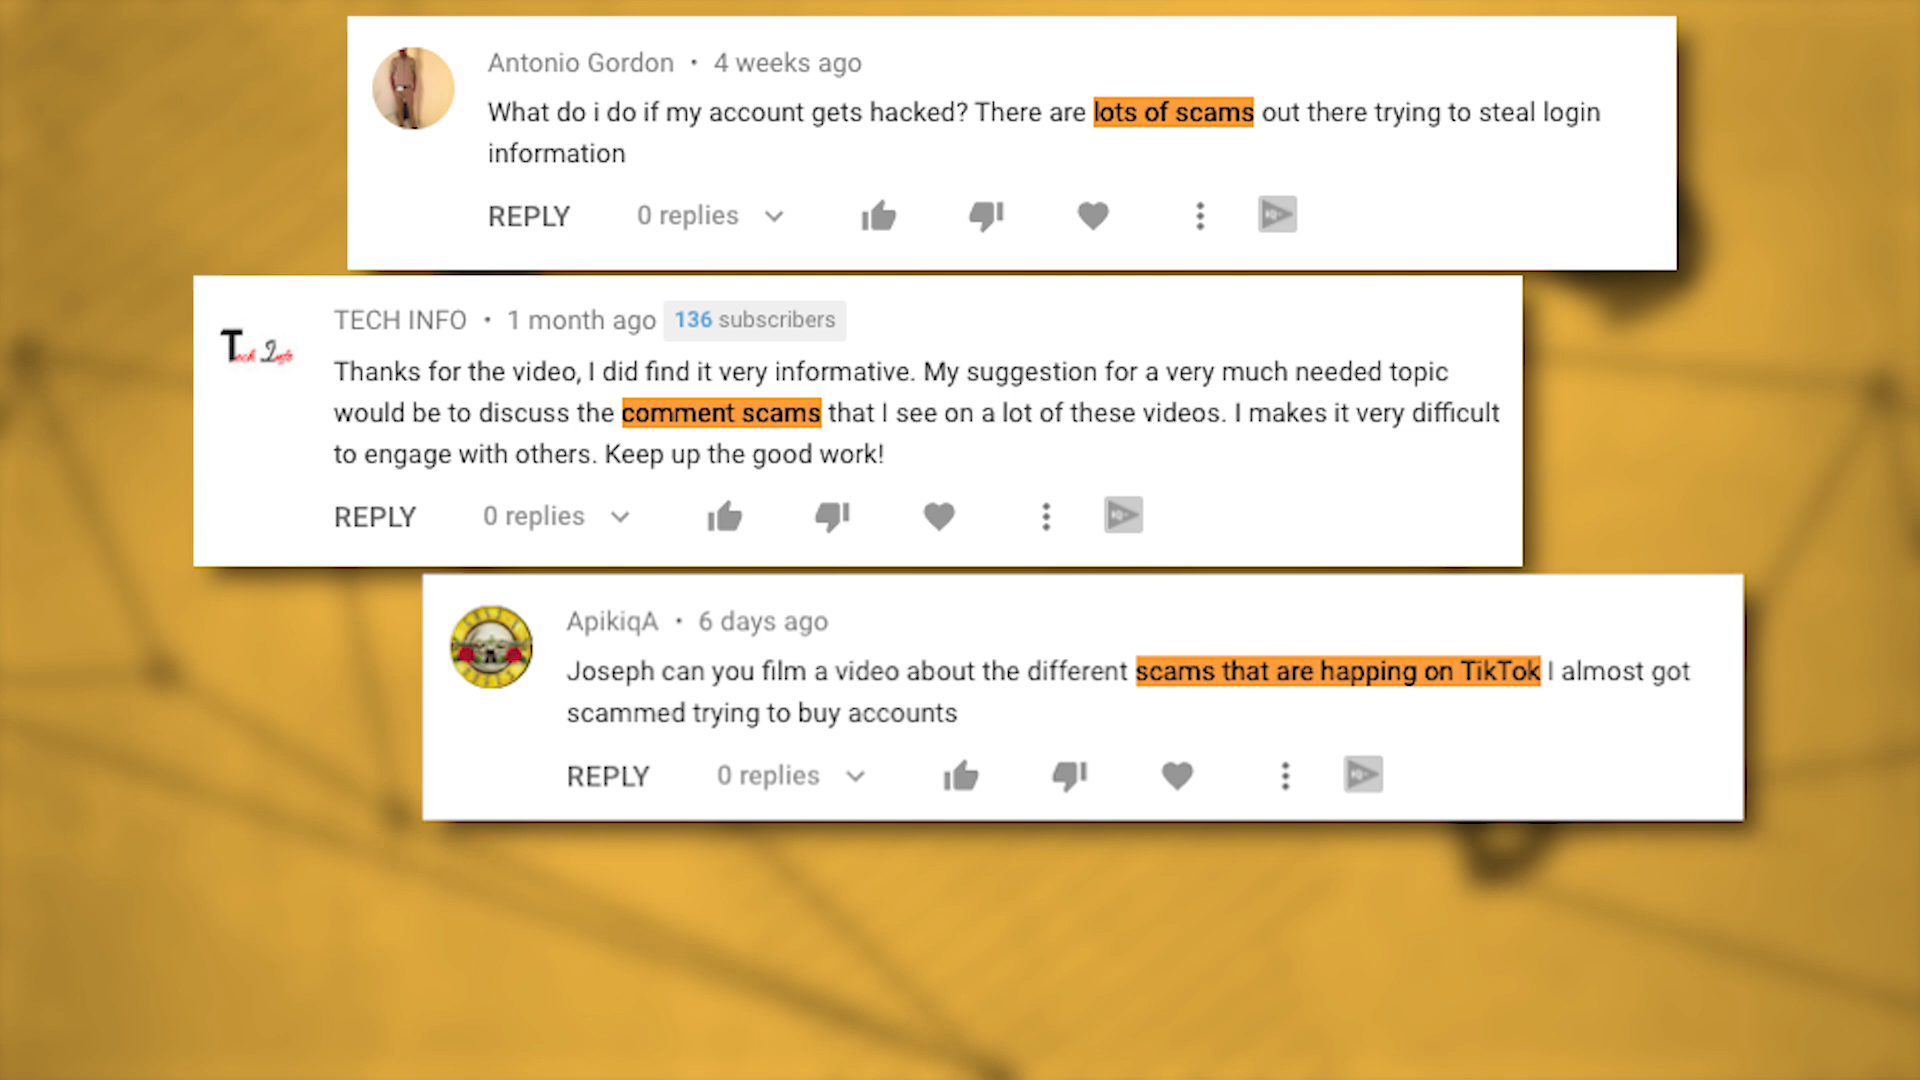 Antonio Gordon • 4 weeks ago
What do i do if my account gets hacked? There are lots of scams out there trying to steal login
information
REPLY 0 replies
TECH INFO • 1 month ago 136 subscribers
Tech Info
Thanks for the video, I did find it very informative. My suggestion for a very much needed topic
would be to discuss the comment scams that I see on a lot of these videos. I makes it very difficult
to engage with others. Keep up the good work!
REPLY 0 replies
ApikiqA • 6 days ago
Joseph can you film a video about the different scams that are happing on TikTok I almost got
scammed trying to buy accounts
REPLY 0 replies